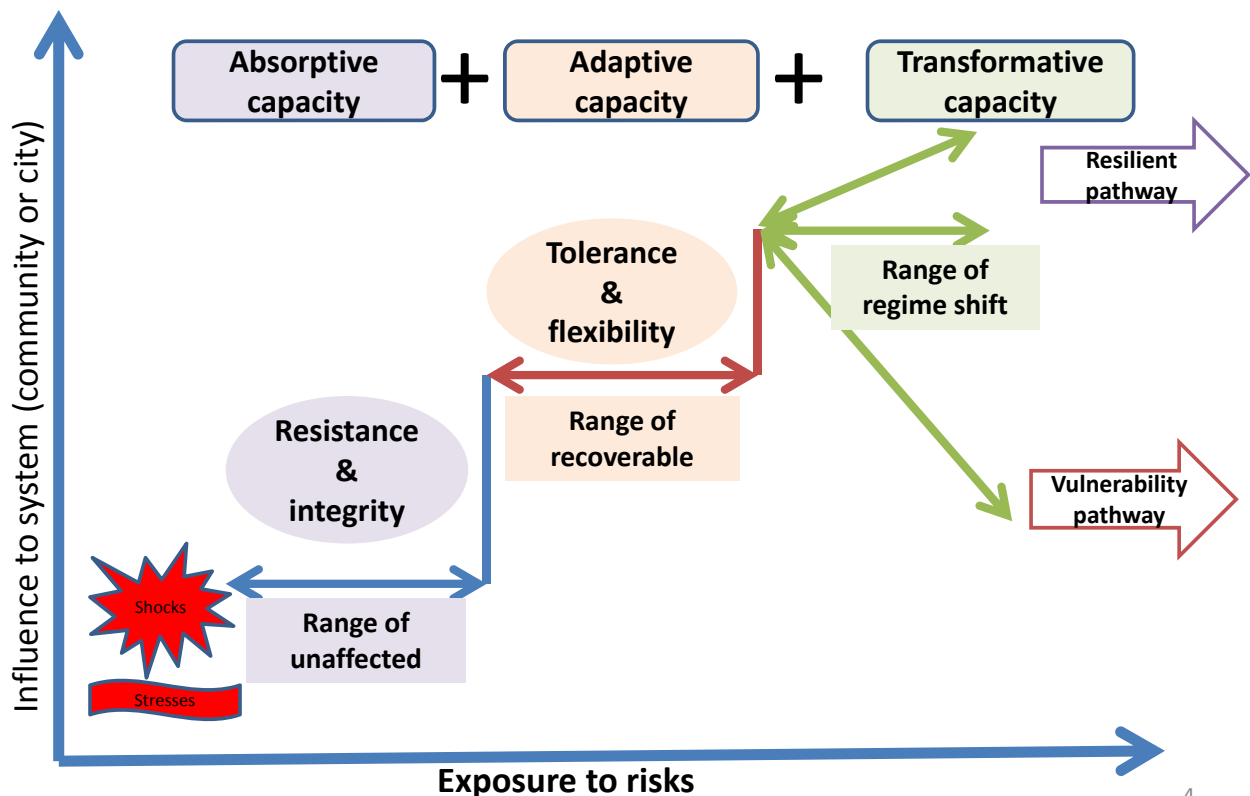 Absorptive
capacity
+
Adaptive
capacity
+
Transformative
capacity
Resilient
pathway
Influence to system (community or city)
Tolerance
&
flexibility
Range of
regime shift
Resistance
&
integrity
Range of
recoverable
Vulnerability
pathway
Shocks
Range of
unaffected
Stresses
Exposure to risks
4